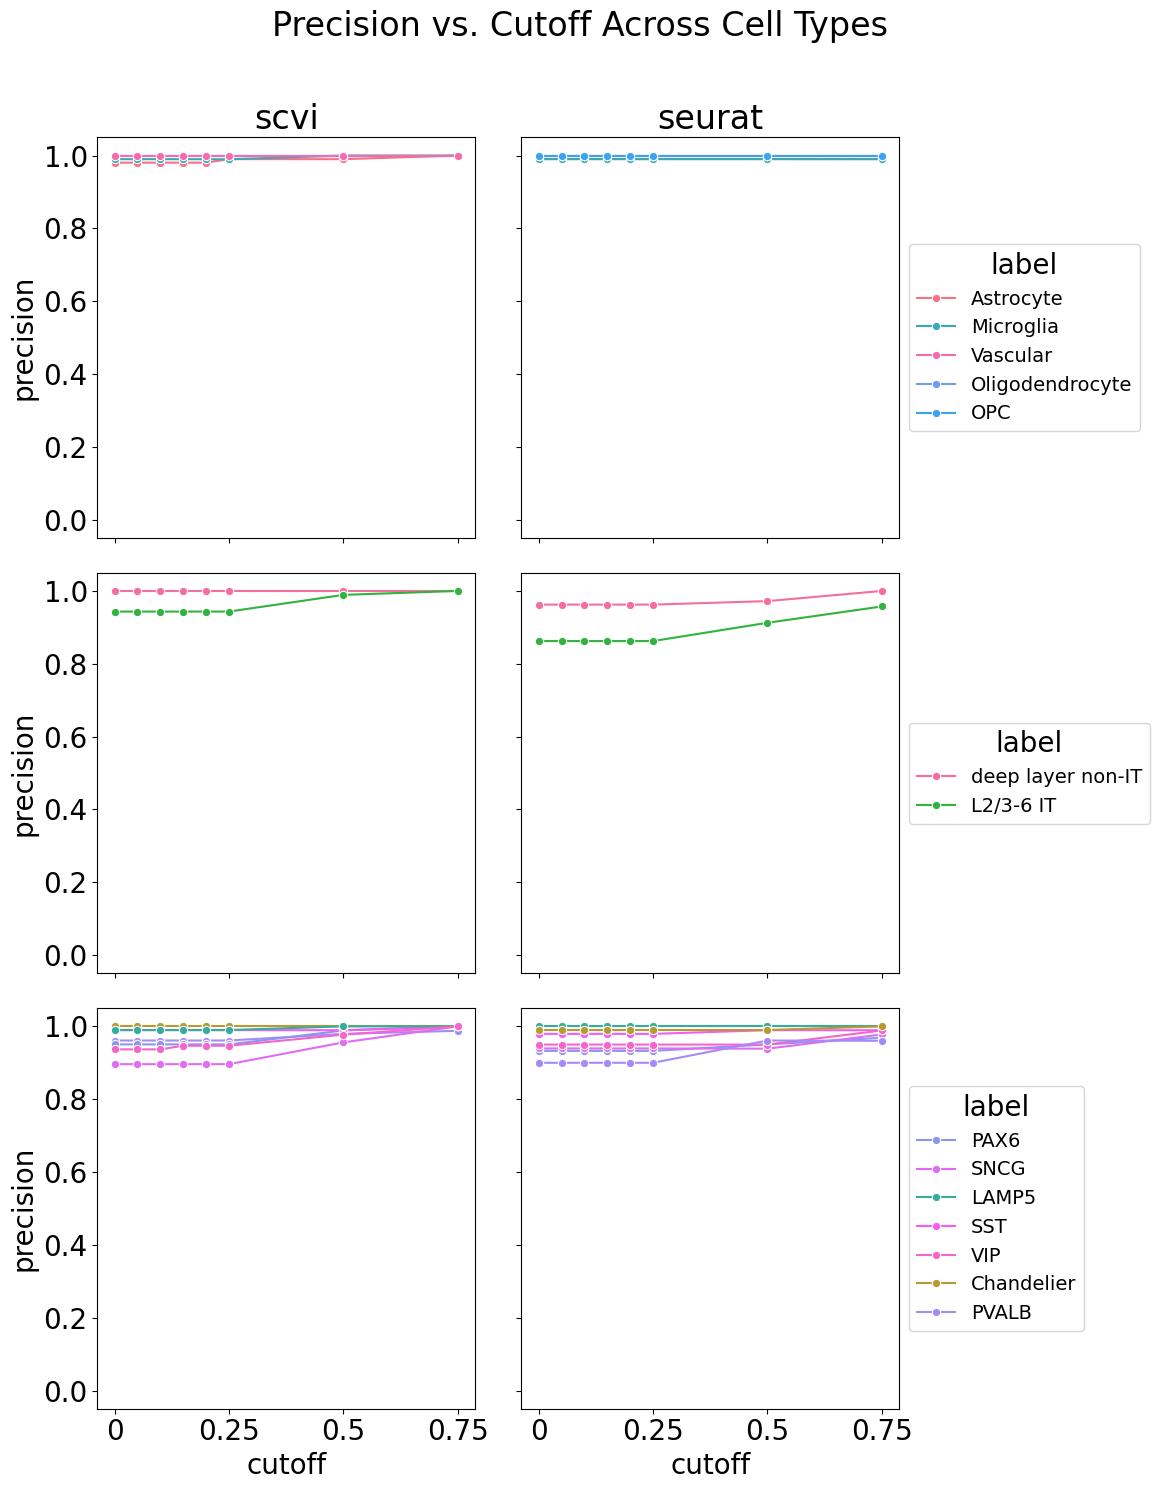 Precision vs. Cutoff Across Cell Types
scvi
seurat
precision
1.0
0.8
0.6
0.4
0.2
0.0
label
Astrocyte
Microglia
Vascular
Oligodendrocyte
OPC
precision
1.0
0.8
0.6
0.4
0.2
0.0
label
deep layer non-IT
L2/3-6 IT
precision
1.0
0.8
0.6
0.4
0.2
0.0
label
PAX6
SNCG
LAMP5
SST
VIP
Chandelier
PVALB
0 0.25 0.5 0.75
cutoff
0 0.25 0.5 0.75
cutoff